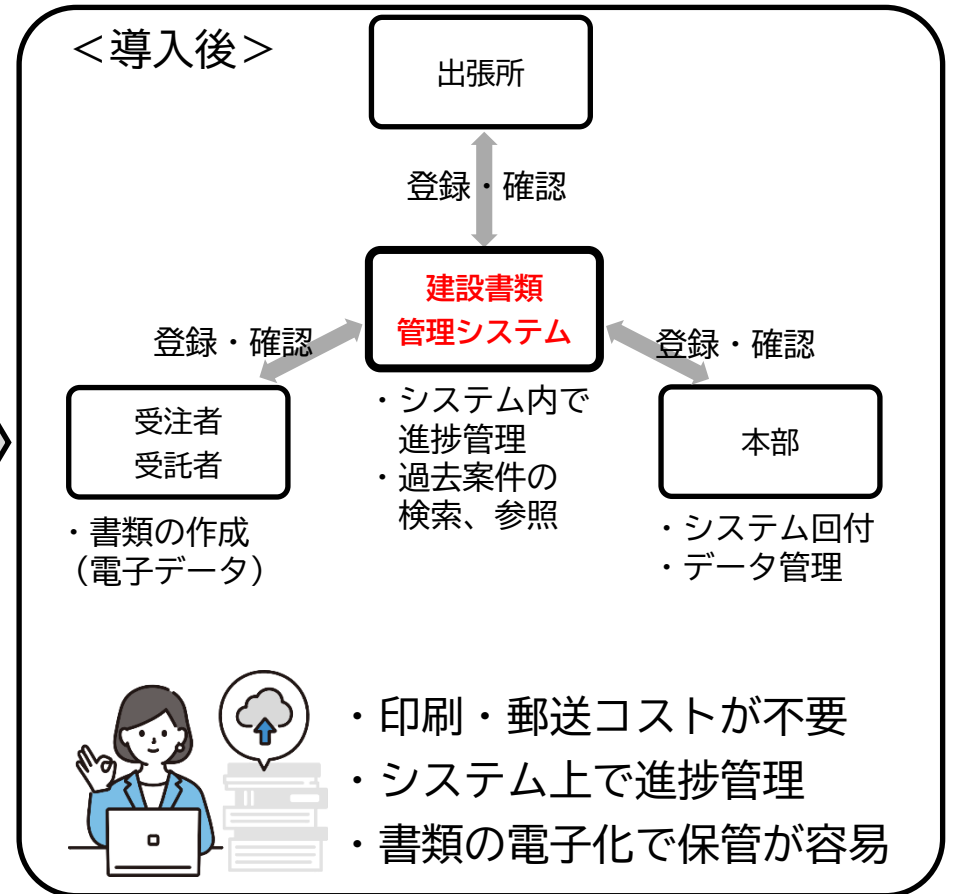 <導入後>
出張所
登録・確認
建設書類
管理システム
登録・確認
登録・確認
受注者
受託者
・システム内で
進捗管理
・過去案件の
検索、参照
本部
・書類の作成
（電子データ）
・システム回付
・データ管理
・印刷・郵送コストが不要
・システム上で進捗管理
・書類の電子化で保管が容易